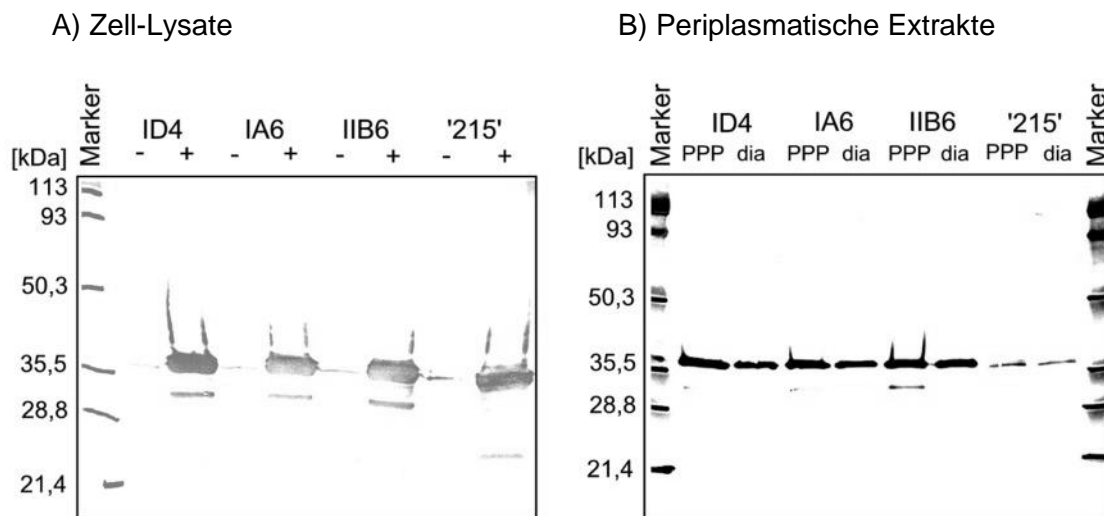 A) Zell-Lysate
B) Periplasmatische Extrakte
[kDa] Marker ID4 IA6 IIB6 '215'
- + - + - + - +
113
93
50,3
35,5
28,8
21,4
[kDa] Marker ID4 IA6 IIB6 '215' Marker
PPP dia PPP dia PPP dia PPP dia
113
93
50,3
35,5
28,8
21,4